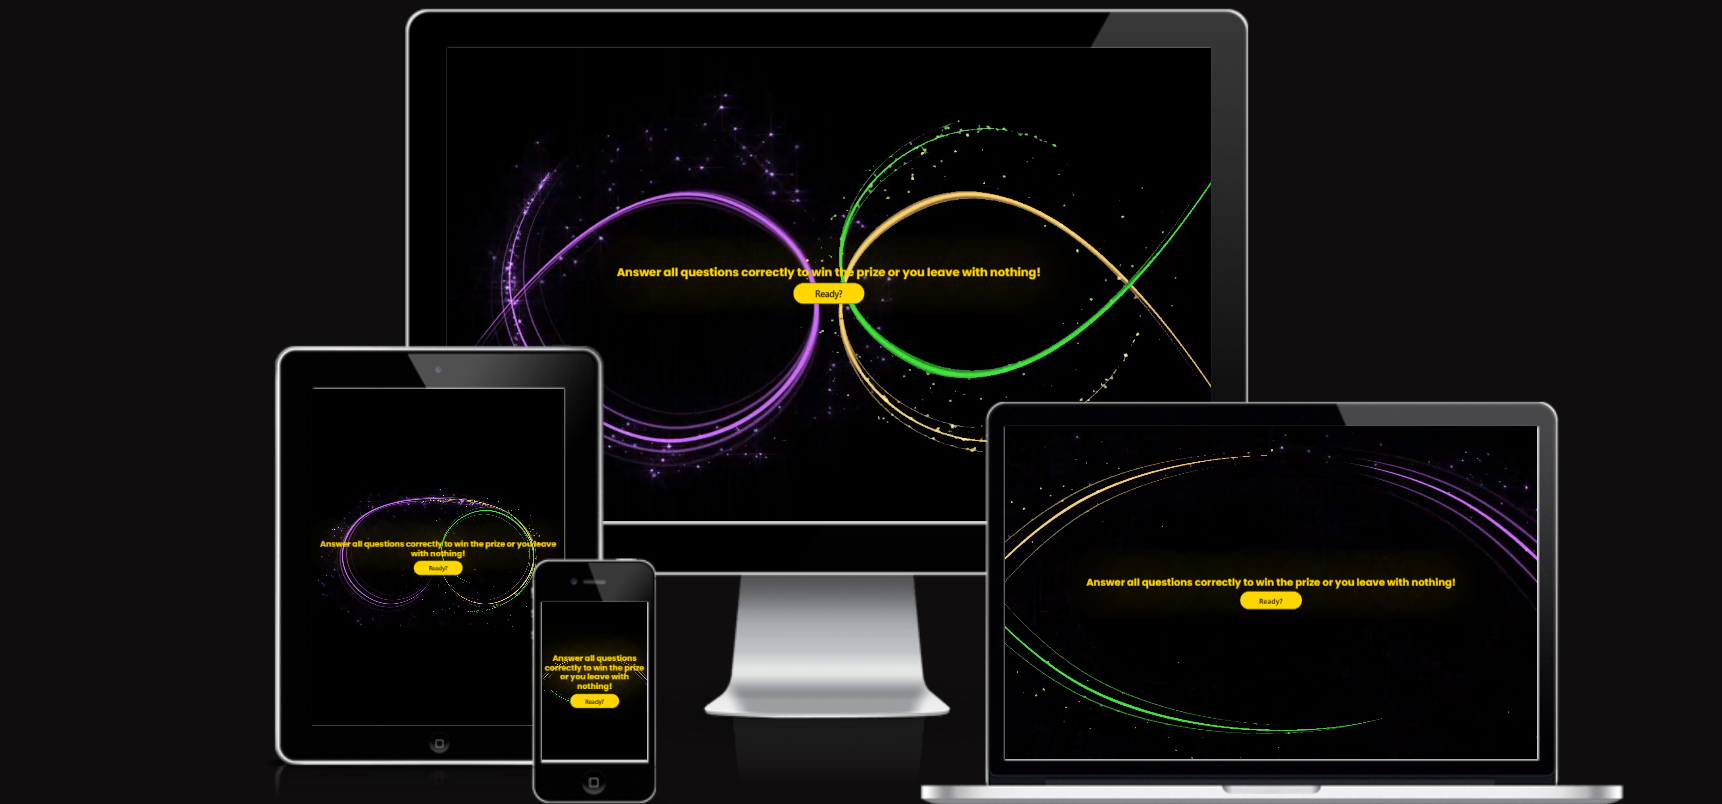 Answer all questions correctly to win the prize or you leave with nothing!
Ready?
Answer all questions correctly to win the prize or you leave
with nothing!
Ready?
Answer all questions
correctly to win the prize
or you leave with
nothing!
Ready?
Answer all questions correctly to win the prize or you leave with nothing!
Ready?